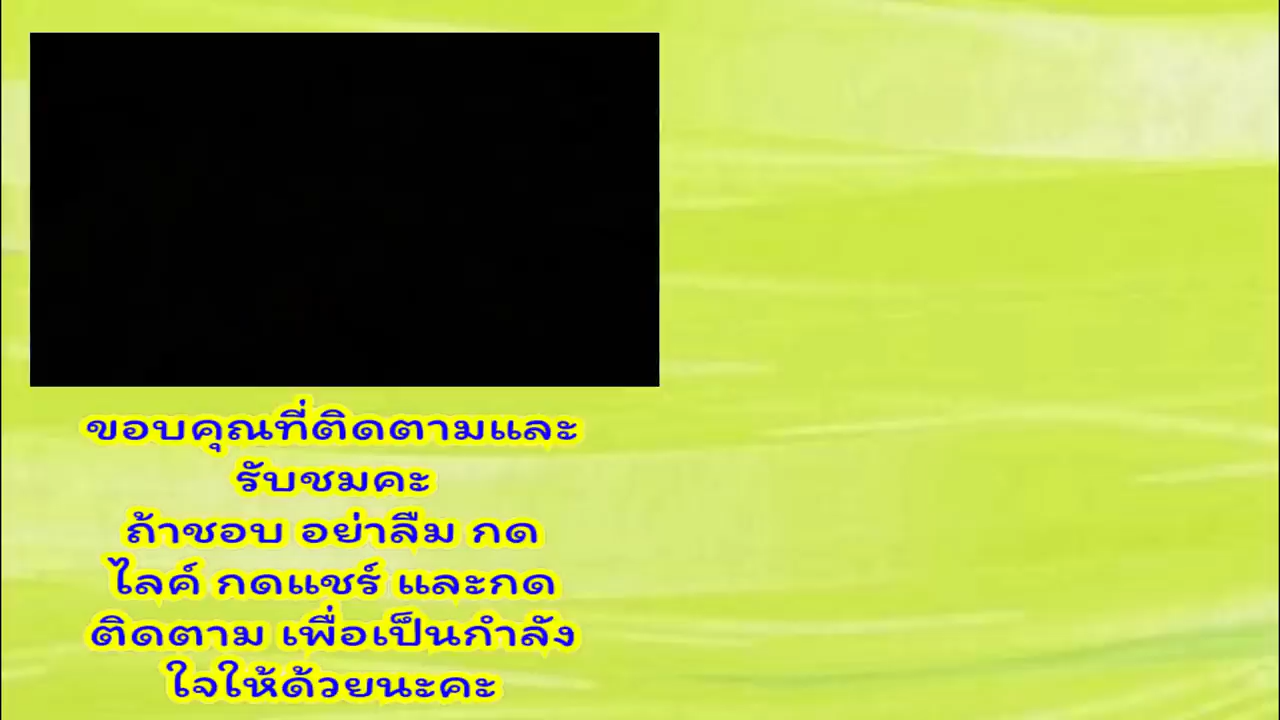 ขอบคุณที่ติดตามและ
รับชมคะ
ถ้าชอบ อย่าลืม กด
ไลค์ กดแชร์ และกด
ติดตาม เพื่อเป็นกำลัง
ใจให้ด้วยนะคะ